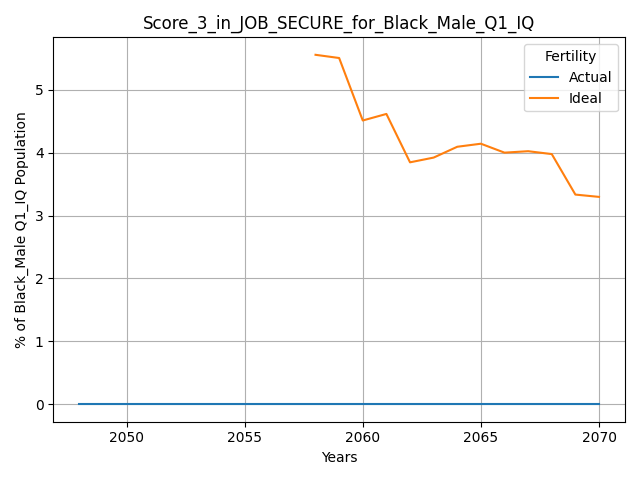 Score_3_in_JOB_SECURE_for_Black_Male_Q1_IQ
Fertility
Actual
Ideal
% of Black_Male Q1_IQ Population
5
4
3
2
1
0
2050 2055 2060 2065 2070
Years